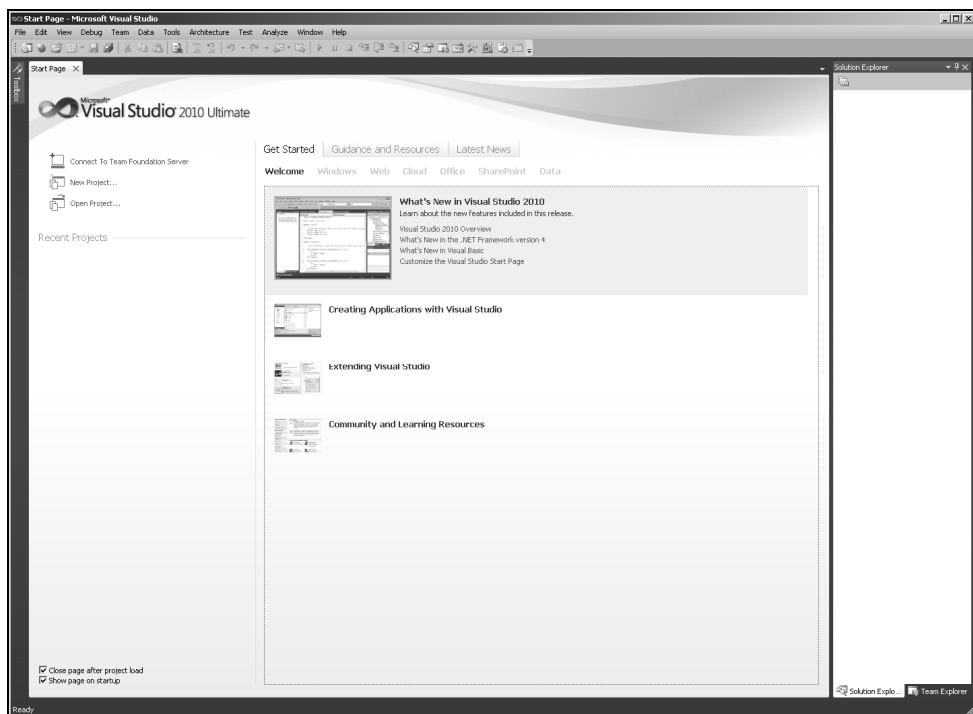 Start Page - Microsoft Visual Studio
File Edit View Debug Team Data Tools Architecture Test Analyze Window Help
Toolbox
Start Page
Solution Explorer
Microsoft®
Visual Studio® 2010 Ultimate
Connect To Team Foundation Server
New Project...
Open Project...
Recent Projects
Get Started Guidance and Resources Latest News
Welcome Windows Web Cloud Office SharePoint Data
What's New in Visual Studio 2010
Learn about the new features included in this release.
Visual Studio 2010 Overview
What's New in the .NET Framework version 4
What's New in Visual Basic
Customize the Visual Studio Start Page
Creating Applications with Visual Studio
Extending Visual Studio
Community and Learning Resources
Close page after project load
Show page on startup
Solution Explo... Team Explorer
Ready